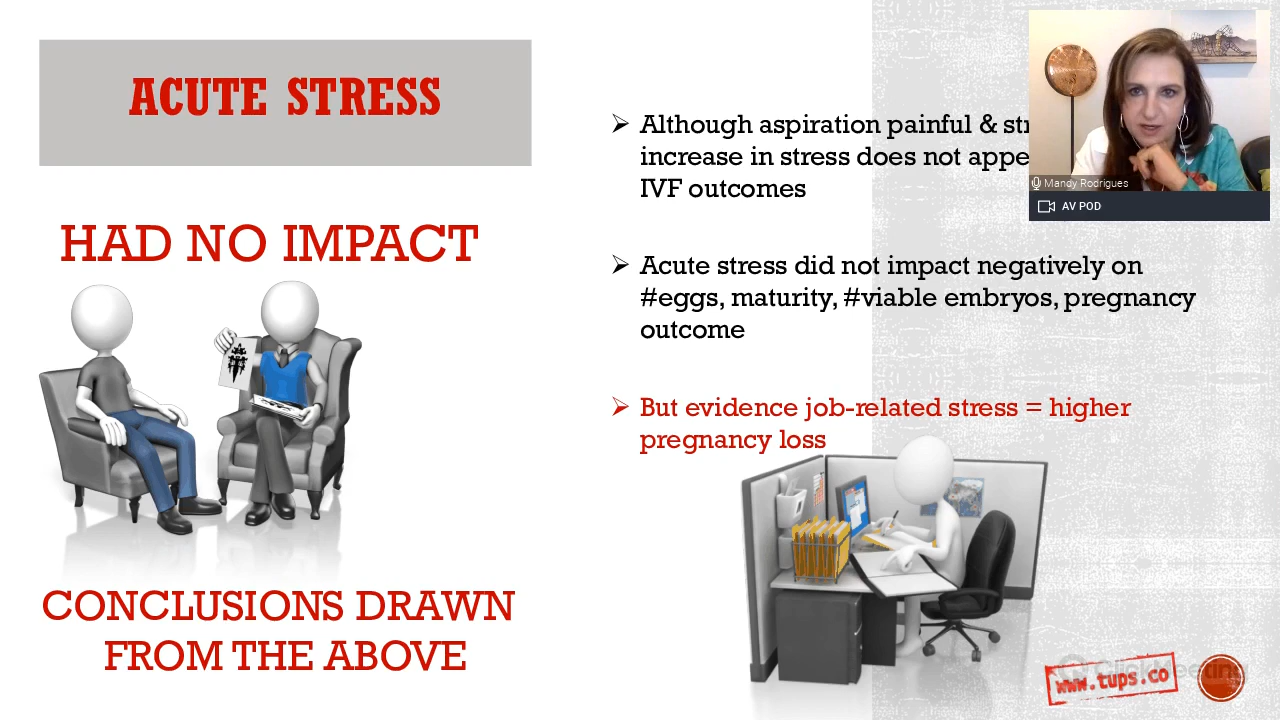 ACUTE STRESS
HAD NO IMPACT
CONCLUSIONS DRAWN
FROM THE ABOVE
➢ Although aspiration painful &
increase in stress does not
IVF outcomes
➢ Acute stress did not impact negatively on
#eggs, maturity, #viable embryos, pregnancy
outcome
➢ But evidence job-related stress = higher
pregnancy loss
Mandy Rodrigues
AV POD
www.tups.co
ClickMeeting